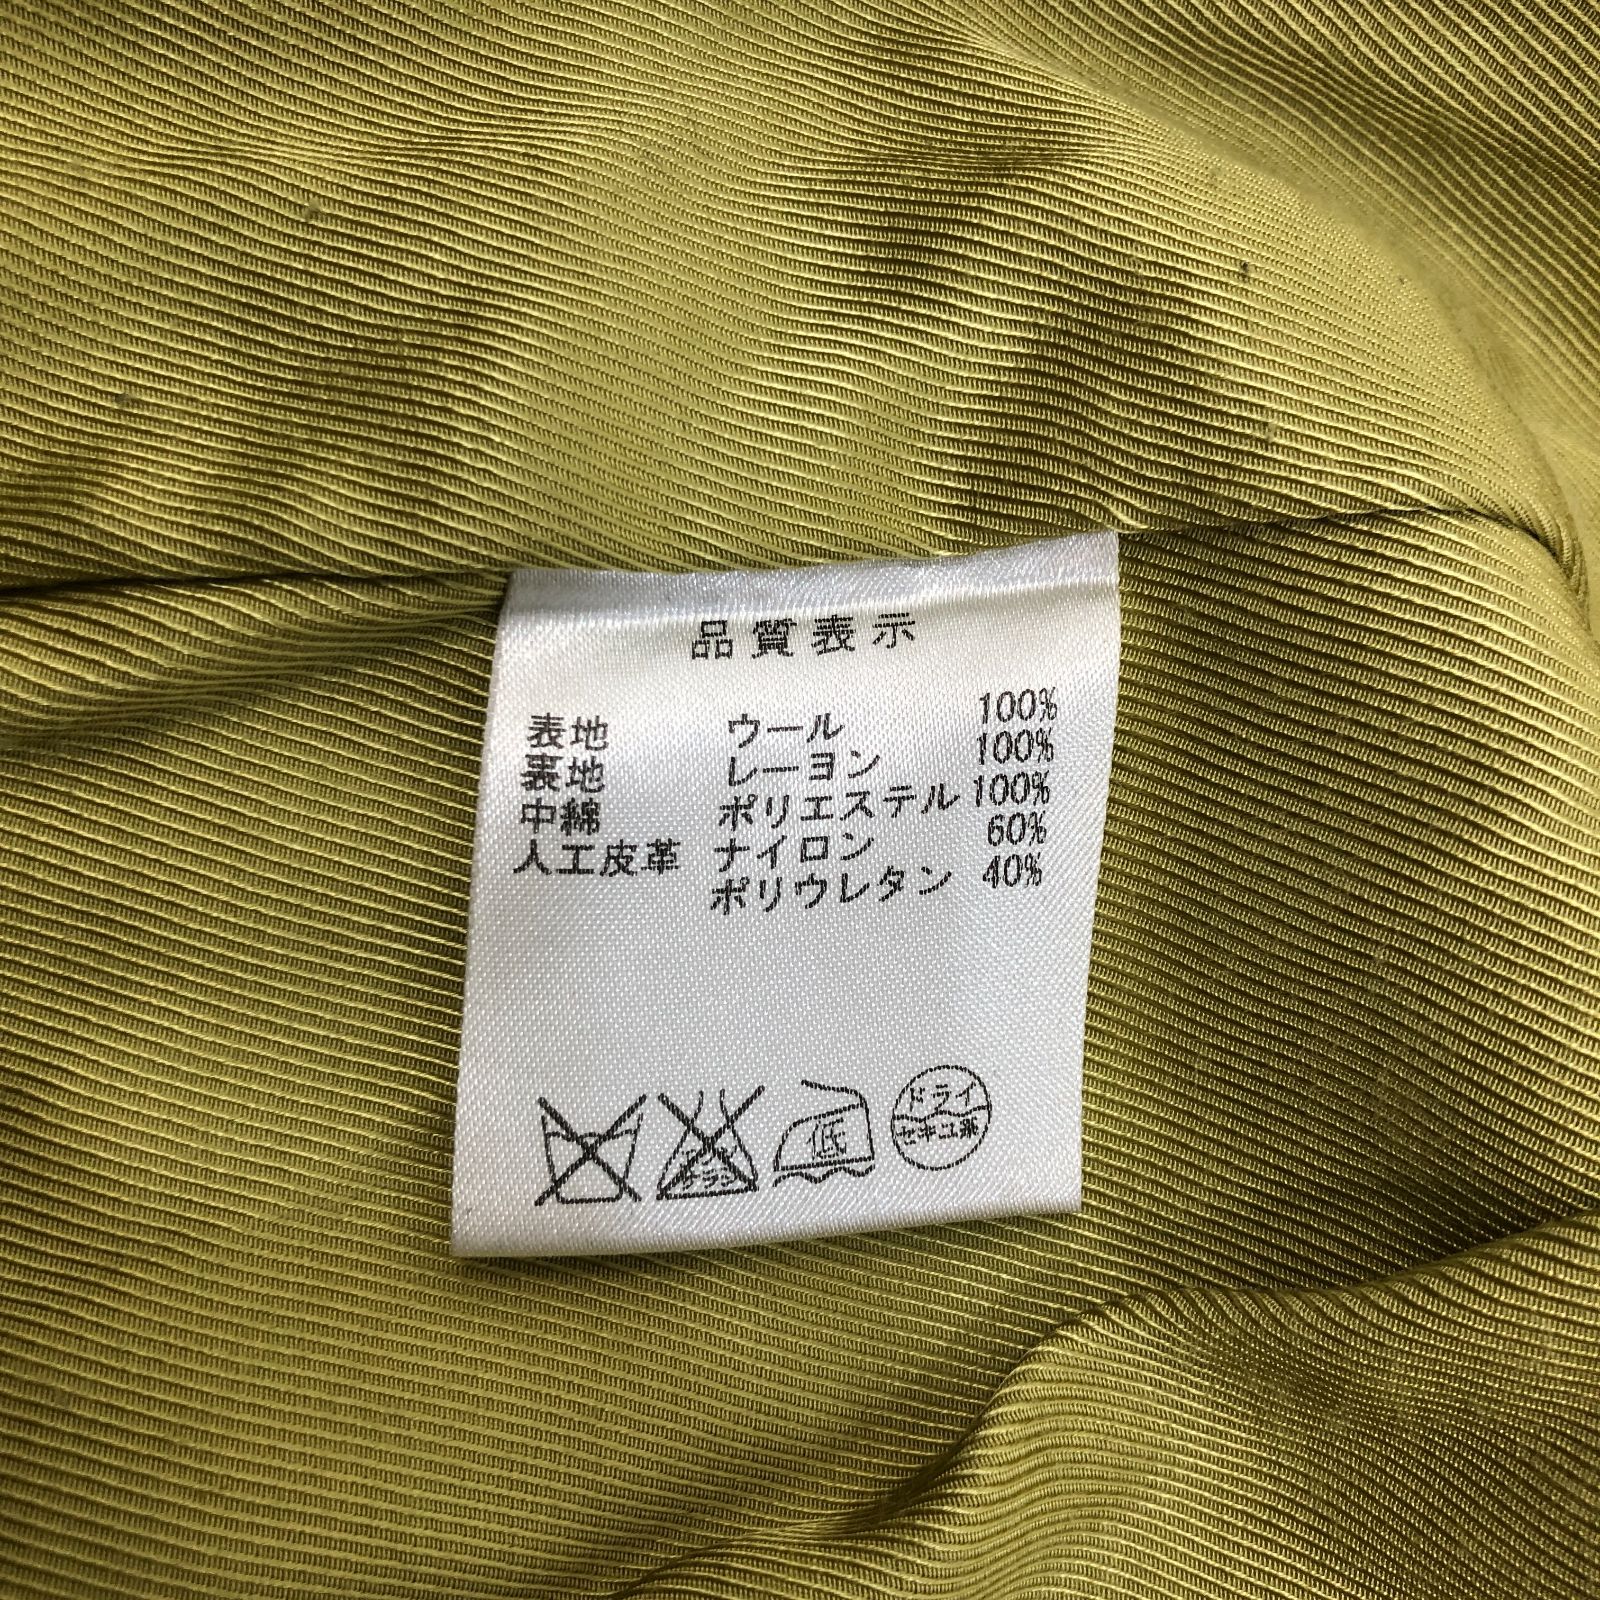 品質表示
表地 ウール 100%
裏地 レーヨン 100%
中綿 ポリエステル 100%
人工皮革 ナイロン 60%
ポリウレタン 40%
低
ドライ
セキユ系